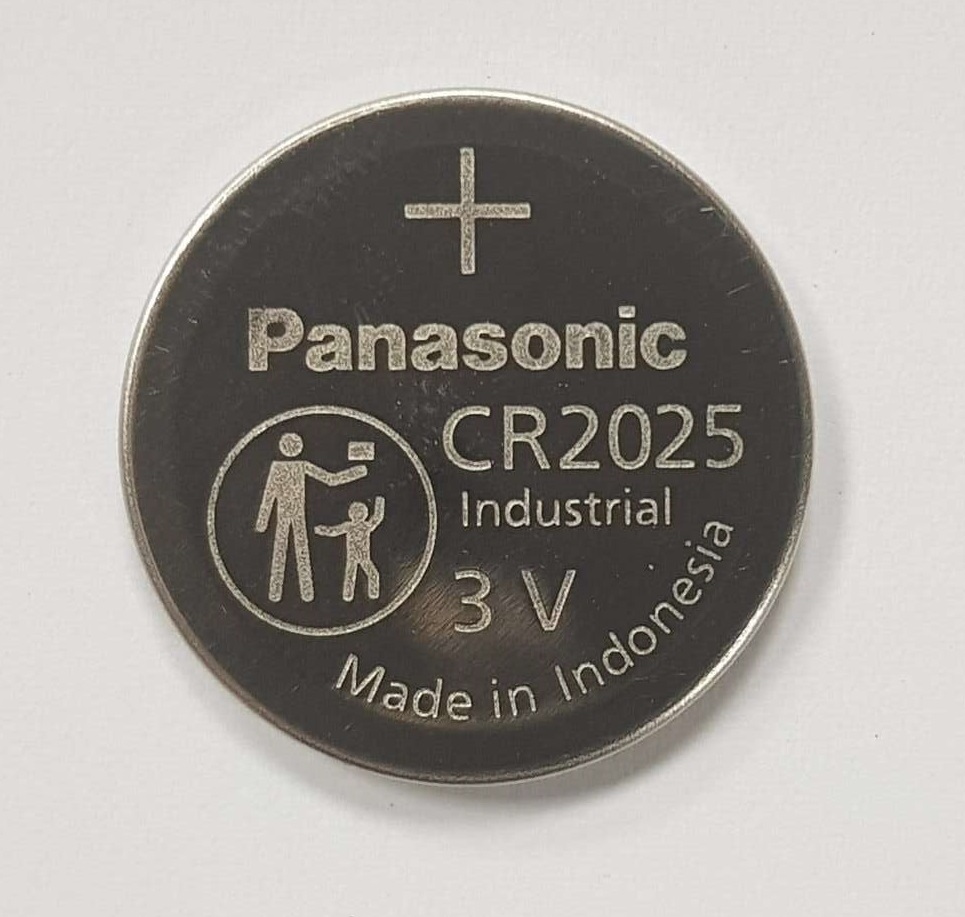 +
Panasonic
CR2025
Industrial
3 V
Made in Indonesia